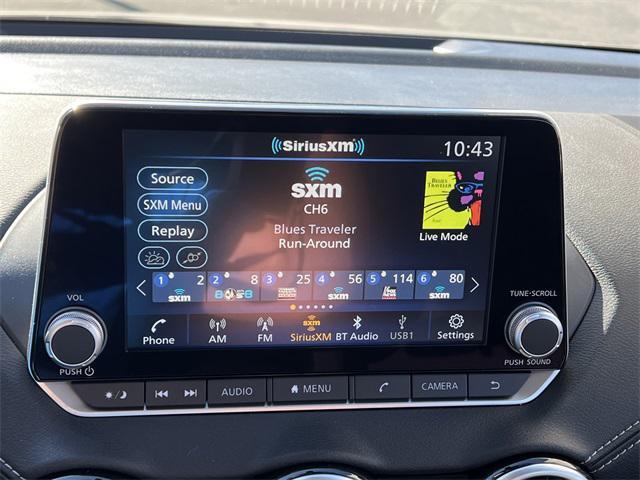 SiriusXM
10:43
Source
SXM Menu
Replay
sxm
CH6
Blues Traveler
Run-Around
BLUES TRAVELER
Live Mode
1 2 2 8 3 25 4 56 5 114 6 80
sxm sxm sxm
Phone AM FM SiriusXM BT Audio USB1 Settings
VOL
PUSH
TUNE·SCROLL
PUSH SOUND
AUDIO MENU CAMERA